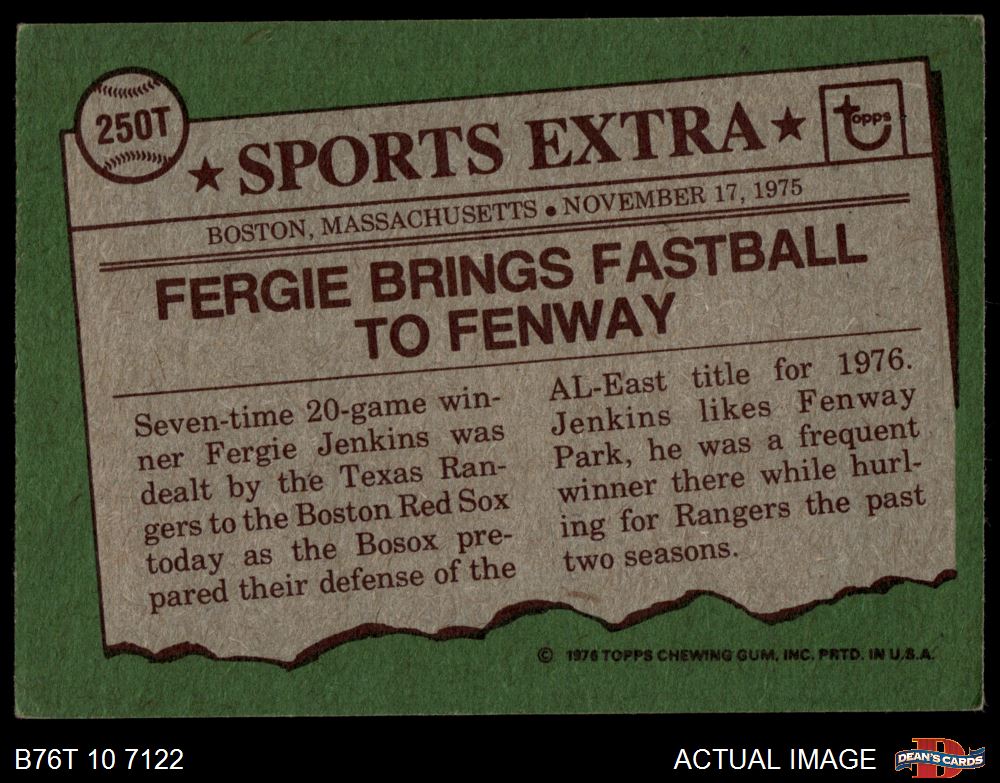 250T
★ SPORTS EXTRA ★
topps
BOSTON, MASSACHUSETTS ● NOVEMBER 17, 1975
FERGIE BRINGS FASTBALL
TO FENWAY
Seven-time 20-game win-
ner Fergie Jenkins was
dealt by the Texas Ran-
gers to the Boston Red Sox
today as the Bosox pre-
pared their defense of the
AL-East title for 1976.
Jenkins likes Fenway
Park, he was a frequent
winner there while hurl-
ing for Rangers the past
two seasons.
© 1976 TOPPS CHEWING GUM, INC. PRTD. IN U.S.A.
B76T 10 7122
ACTUAL IMAGE
D
DEAN'S CARDS